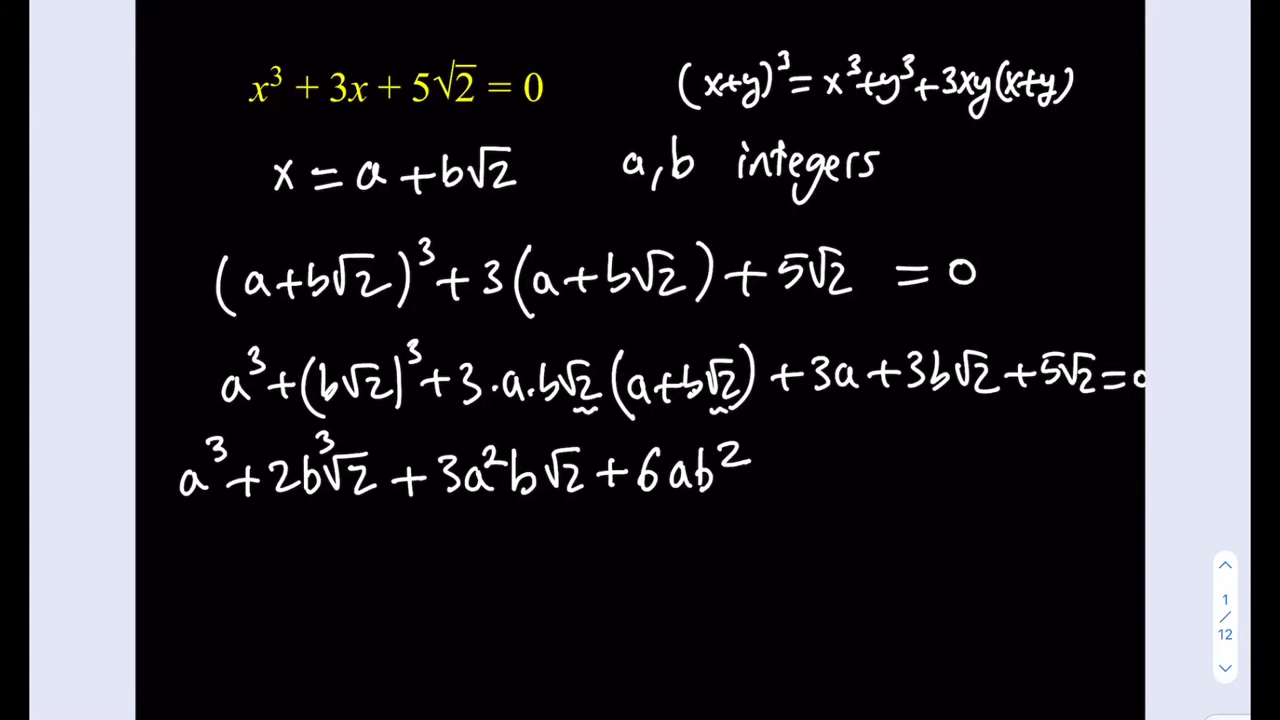 x³ + 3x + 5√2 = 0
(x+y)³ = x³+y³+3xy(x+y)
x = a + b√2 a,b integers
(a+b√2)³ + 3(a+b√2) + 5√2 = 0
a³ + (b√2)³ + 3·a·b√2(a+b√2) + 3a + 3b√2 + 5√2 = 0
a³ + 2b³√2 + 3a²b√2 + 6ab²
1
/
12